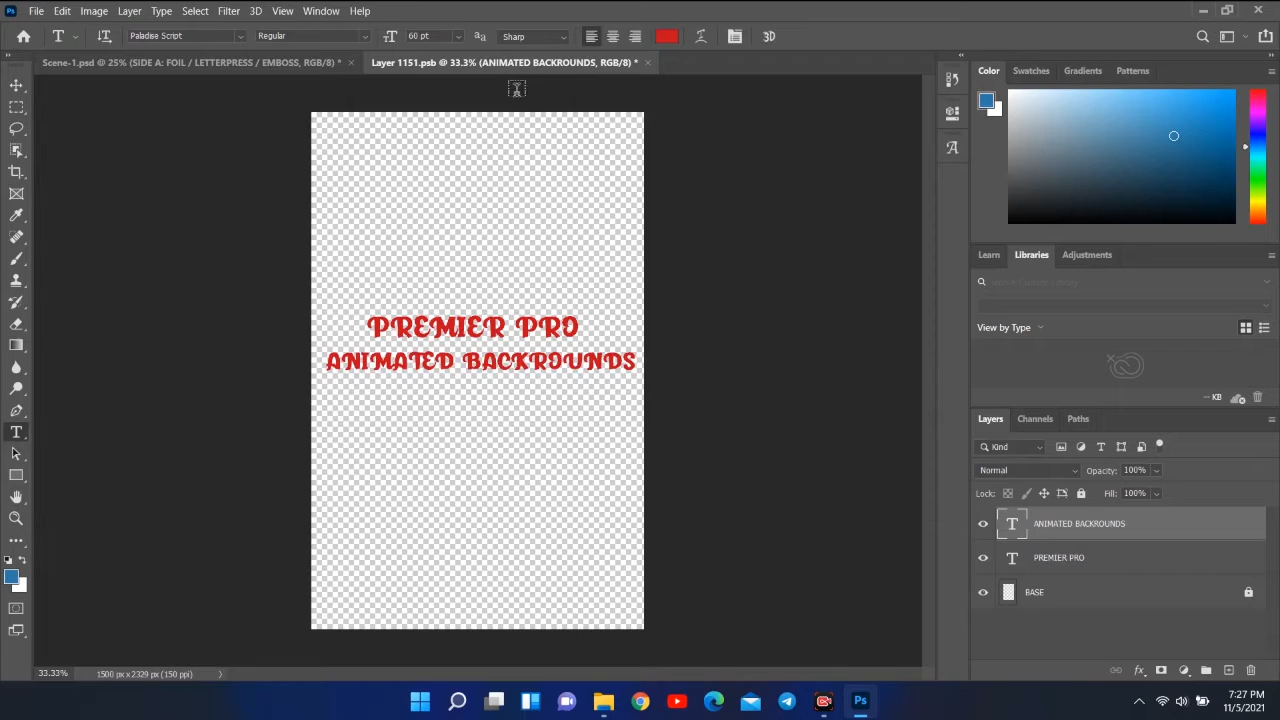 Ps File Edit Image Layer Type Select Filter 3D View Window Help
T Paladise Script Regular 60 pt Sharp 3D
Scene-1.psd @ 25% (SIDE A: FOIL / LETTERPRESS / EMBOSS, RGB/8) * × Layer 1151.psb @ 33.3% (ANIMATED BACKROUNDS, RGB/8) * ×
Color Swatches Gradients Patterns
Learn Libraries Adjustments
View by Type
-- KB
PREMIER PRO
ANIMATED BACKROUNDS
Layers Channels Paths
Kind
Normal Opacity: 100%
Lock: Fill: 100%
T ANIMATED BACKROUNDS
T PREMIER PRO
BASE
33.33% 1500 px x 2329 px (150 ppi)
Ps 7:27 PM
11/5/2021